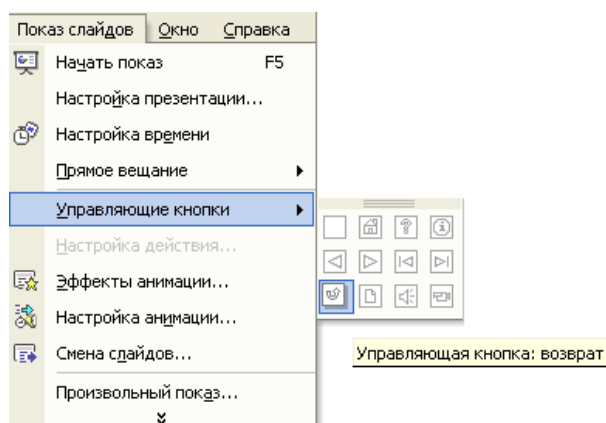 Показ слайдов Окно Справка
Начать показ F5
Настройка презентации...
Настройка времени
Прямое вещание
Управляющие кнопки
Настройка действия...
Эффекты анимации...
Настройка анимации...
Смена слайдов...
Управляющая кнопка: возврат
Произвольный показ...